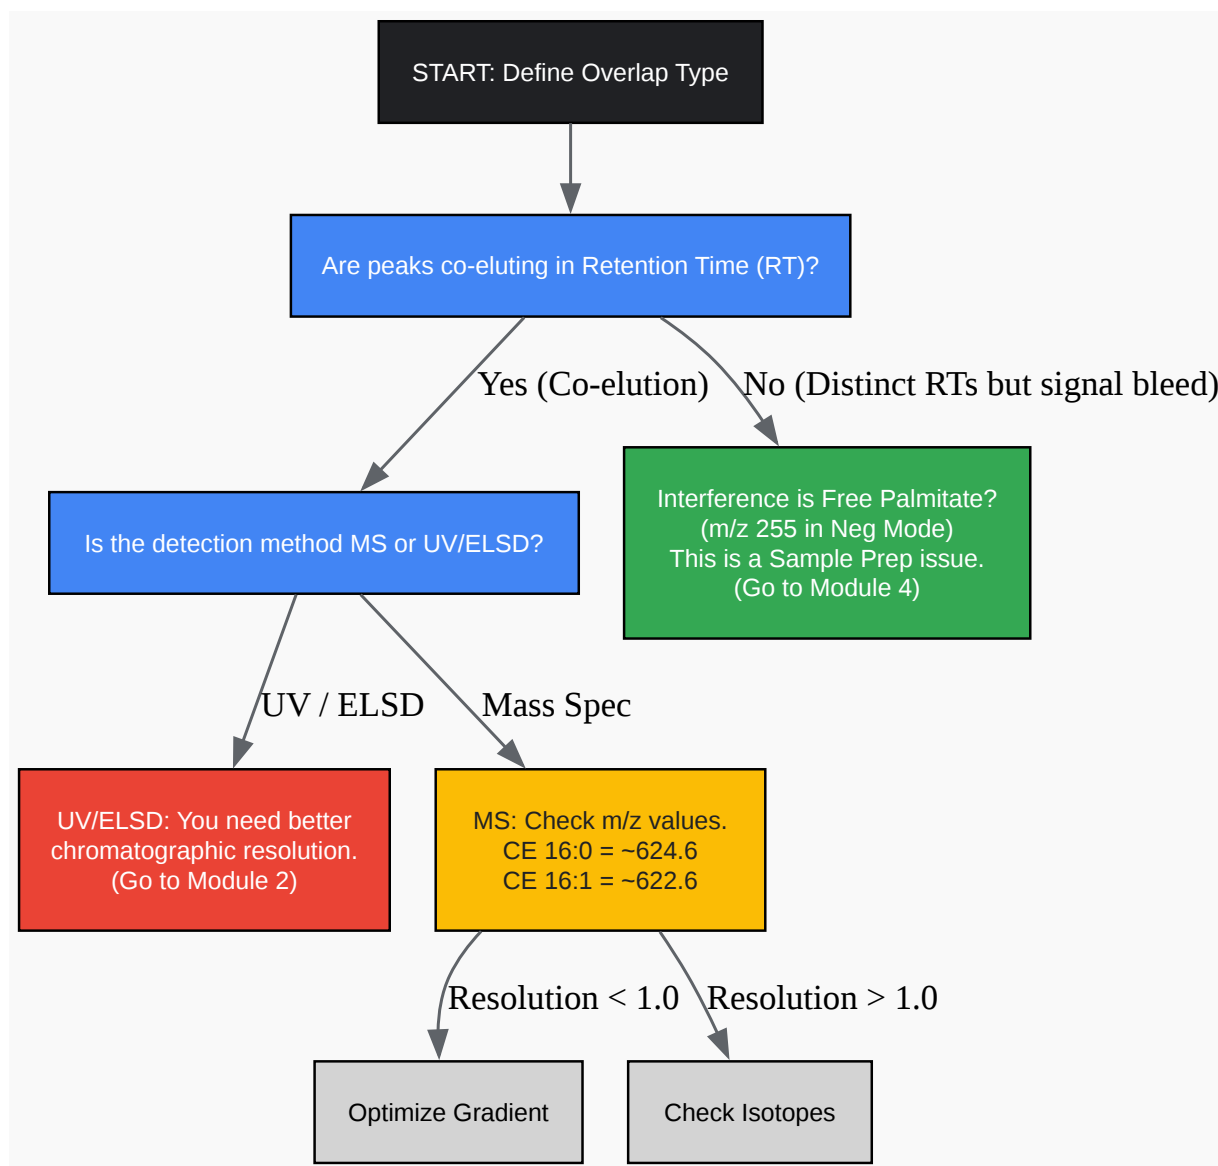 START: Define Overlap Type
Are peaks co-eluting in Retention Time (RT)?
Yes (Co-elution)
No (Distinct RTs but signal bleed)
Interference is Free Palmitate?
(m/z 255 in Neg Mode)
This is a Sample Prep issue.
(Go to Module 4)
Is the detection method MS or UV/ELSD?
UV / ELSD
Mass Spec
UV/ELSD: You need better
chromatographic resolution.
(Go to Module 2)
MS: Check m/z values.
CE 16:0 = ~624.6
CE 16:1 = ~622.6
Resolution < 1.0
Resolution > 1.0
Optimize Gradient
Check Isotopes